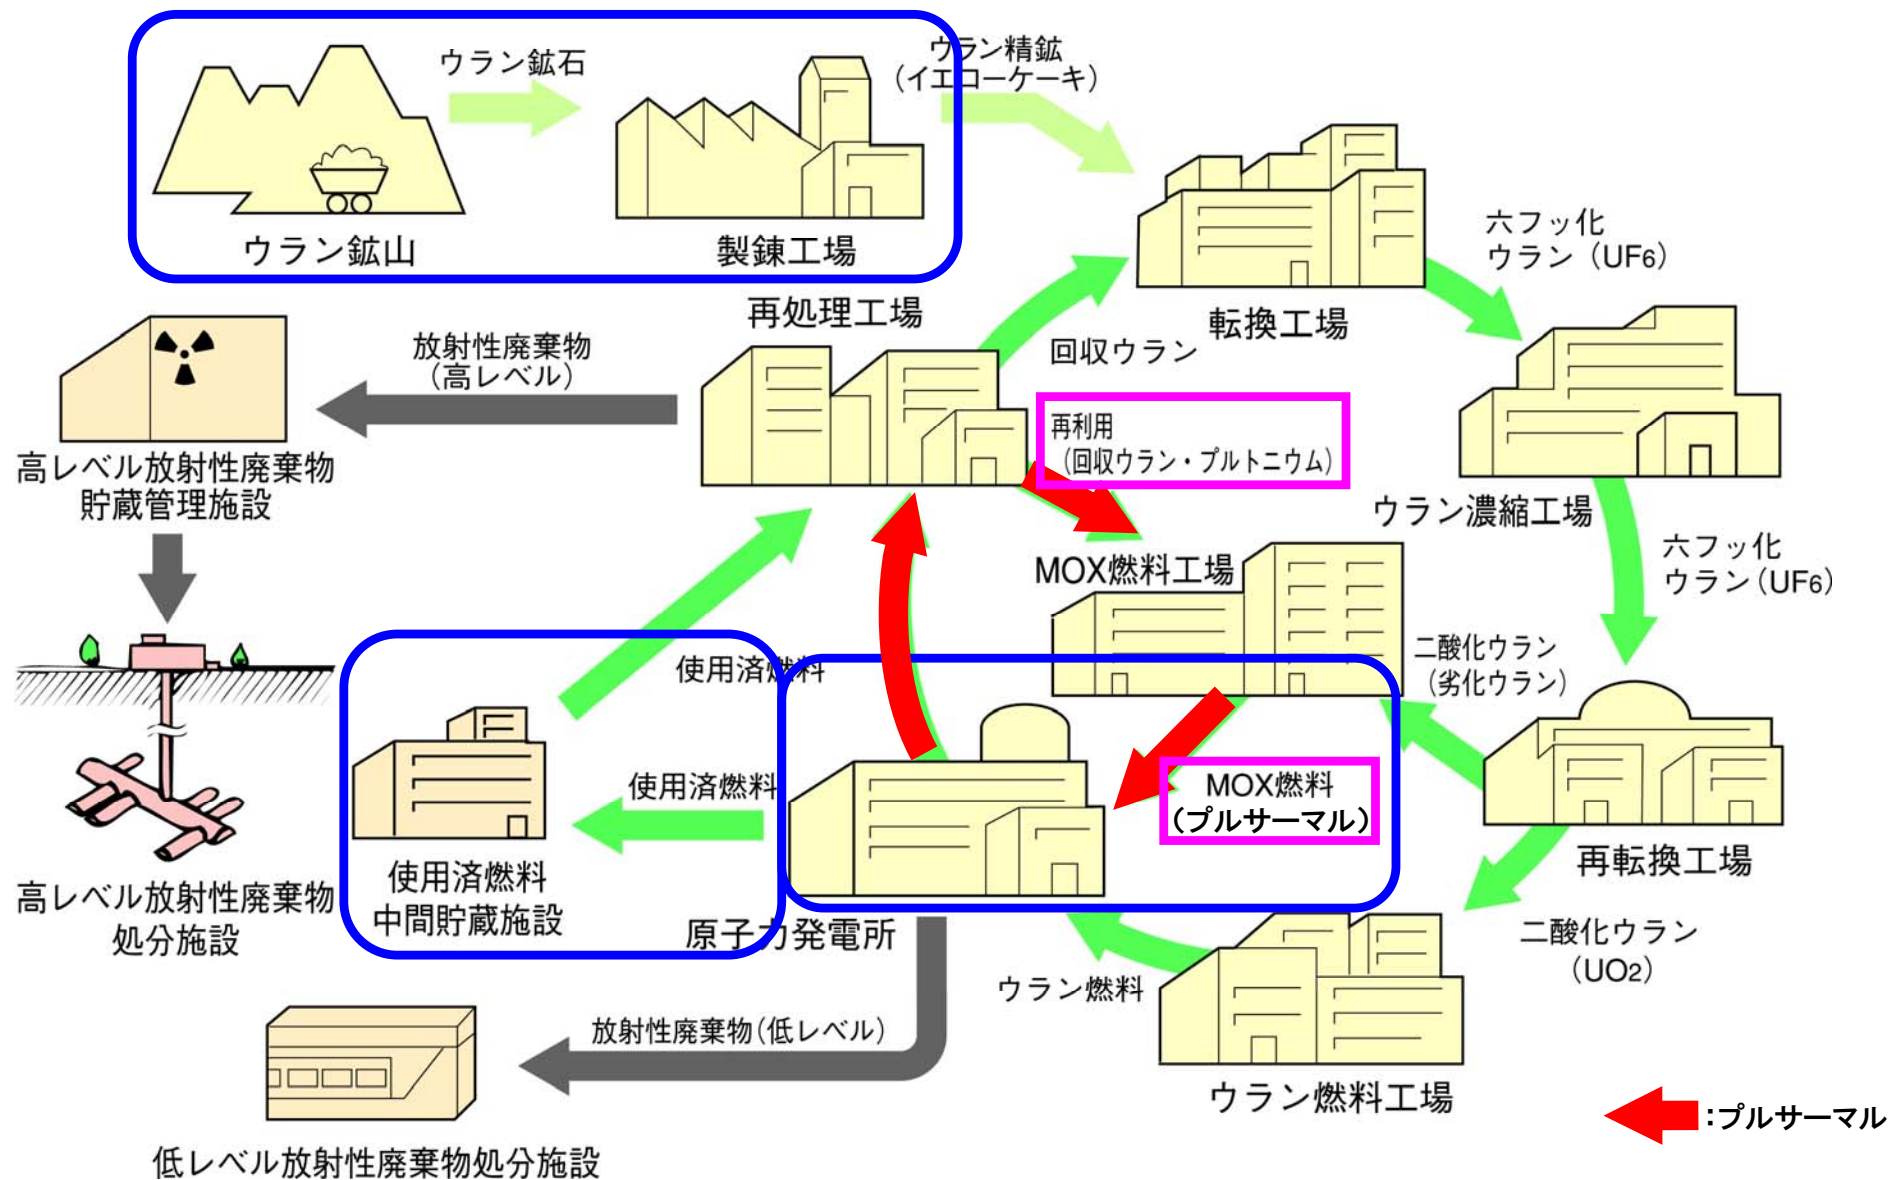 ウラン鉱石
ウラン精鉱
(イエローケーキ)
ウラン鉱山
製錬工場
六フッ化
ウラン(UF6)
再処理工場
転換工場
回収ウラン
放射性廃棄物
(高レベル)
再利用
(回収ウラン・プルトニウム)
高レベル放射性廃棄物
貯蔵管理施設
ウラン濃縮工場
六フッ化
ウラン(UF6)
MOX燃料工場
二酸化ウラン
(劣化ウラン)
使用済燃料
使用済燃料
MOX燃料
(プルサーマル)
再転換工場
高レベル放射性廃棄物
処分施設
使用済燃料
中間貯蔵施設
原子力発電所
二酸化ウラン
(UO2)
ウラン燃料
放射性廃棄物(低レベル)
ウラン燃料工場
:プルサーマル
低レベル放射性廃棄物処分施設